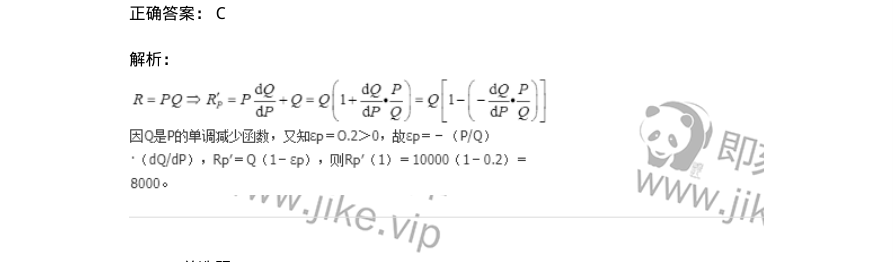 正确答案： C
解析：
R = PQ ⇒ R'_P = P dQ/dP + Q = Q(1 + dQ/dP • P/Q) = Q[1 − (−dQ/dP • P/Q)]
因Q是P的单调减少函数，又知εp＝0.2＞0，故εp＝－（P/Q）
·（dQ/dP），Rp′＝Q（1－εp），则Rp′（1）＝10000（1－0.2）＝
8000。
www.jike.vip
www.jik